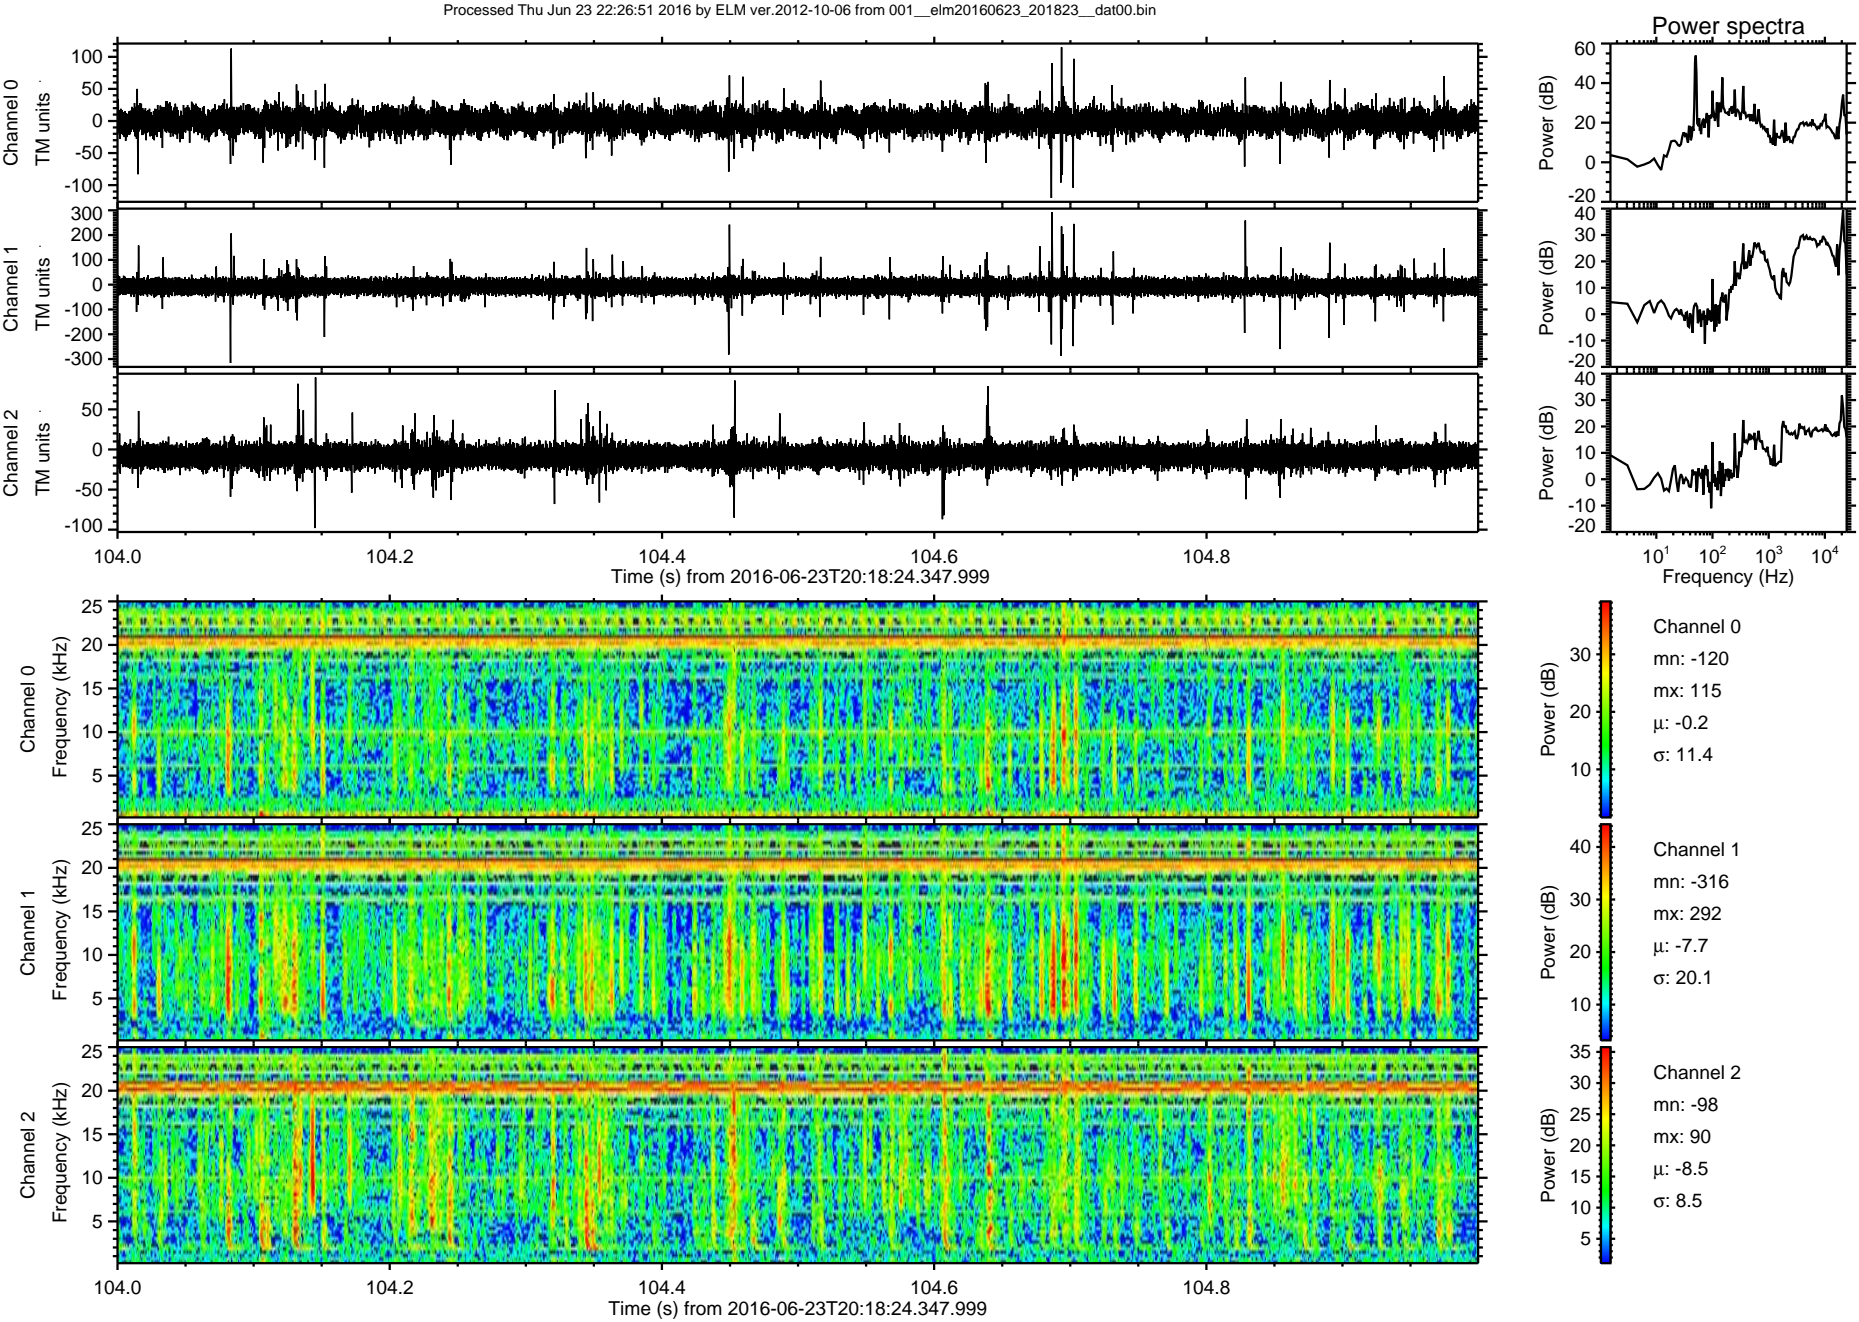 Processed Thu Jun 23 22:26:51 2016 by ELM ver.2012-10-06 from 001__elm20160623_201823__dat00.bin
Power spectra
Channel 0
TM units
100
50
0
-50
-100
Power (dB)
60
40
20
0
-20
Channel 1
TM units
300
200
100
0
-100
-200
-300
Power (dB)
40
30
20
10
0
-10
-20
Channel 2
TM units
50
0
-50
-100
Power (dB)
40
30
20
10
0
-10
-20
104.0 104.2 104.4 104.6 104.8
Time (s) from 2016-06-23T20:18:24.347.999
10^1 10^2 10^3 10^4
Frequency (Hz)
Channel 0
Frequency (kHz)
25
20
15
10
5
Power (dB)
30
20
10
Channel 0
mn: -120
mx: 115
μ: -0.2
σ: 11.4
Channel 1
Frequency (kHz)
25
20
15
10
5
Power (dB)
40
30
20
10
Channel 1
mn: -316
mx: 292
μ: -7.7
σ: 20.1
Channel 2
Frequency (kHz)
25
20
15
10
5
Power (dB)
35
30
25
20
15
10
5
Channel 2
mn: -98
mx: 90
μ: -8.5
σ: 8.5
104.0 104.2 104.4 104.6 104.8
Time (s) from 2016-06-23T20:18:24.347.999